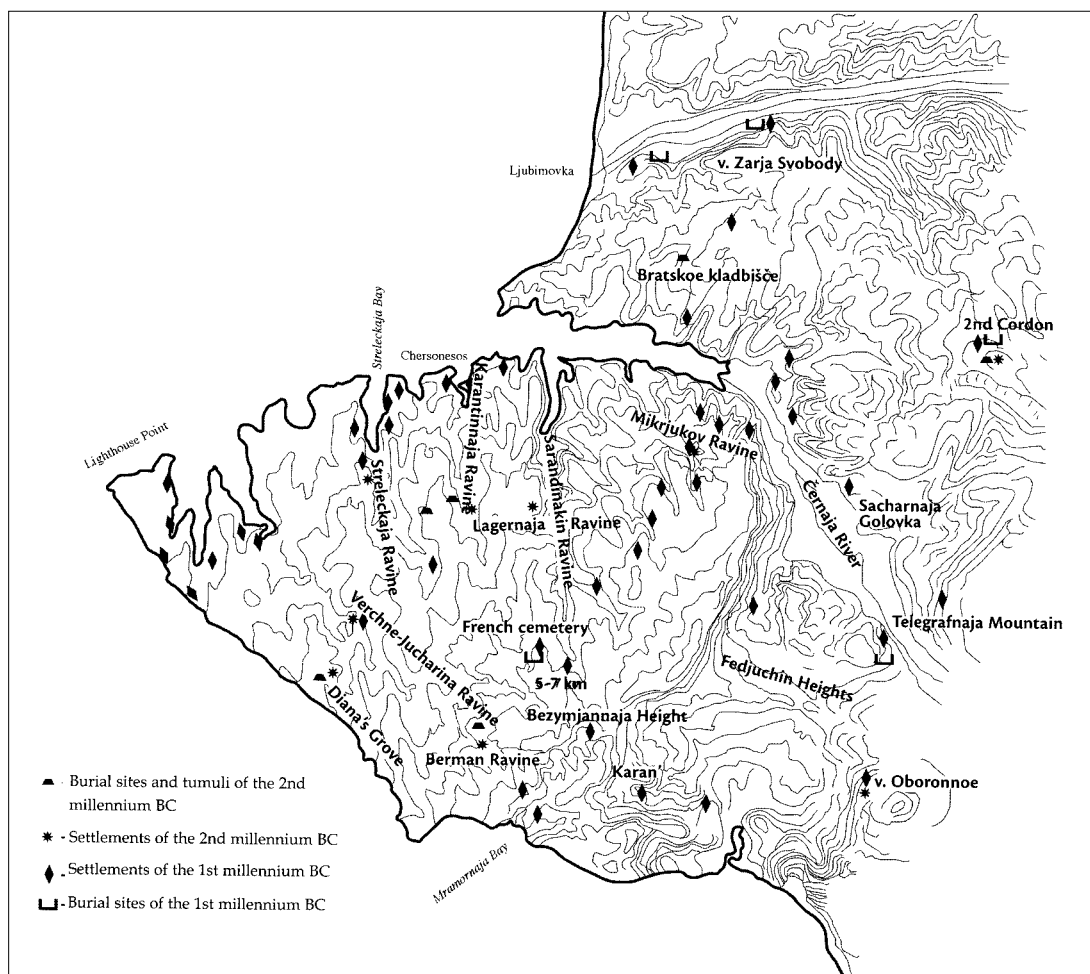 Ljubimovka
v. Zarja Svobody
Bratskoe kladbišče
2nd Cordon
Streleckaja Bay
Chersonesos
Karantinnaja Ravine
Mikrjukov Ravine
Lighthouse Point
Sarandinakin Ravine
Streleckaja Ravine
Lagernaja Ravine
Černaja River
Sacharnaja
Golovka
Verchne-Jucharina Ravine
French cemetery
Telegrafnaja Mountain
5-7 km
Fedjuchin Heights
Diana's Grove
Bezymjannaja Height
Berman Ravine
Karan'
v. Oboronnoe
Mramornaja Bay
- Burial sites and tumuli of the 2nd
millennium BC
- Settlements of the 2nd millennium BC
- Settlements of the 1st millennium BC
- Burial sites of the 1st millennium BC